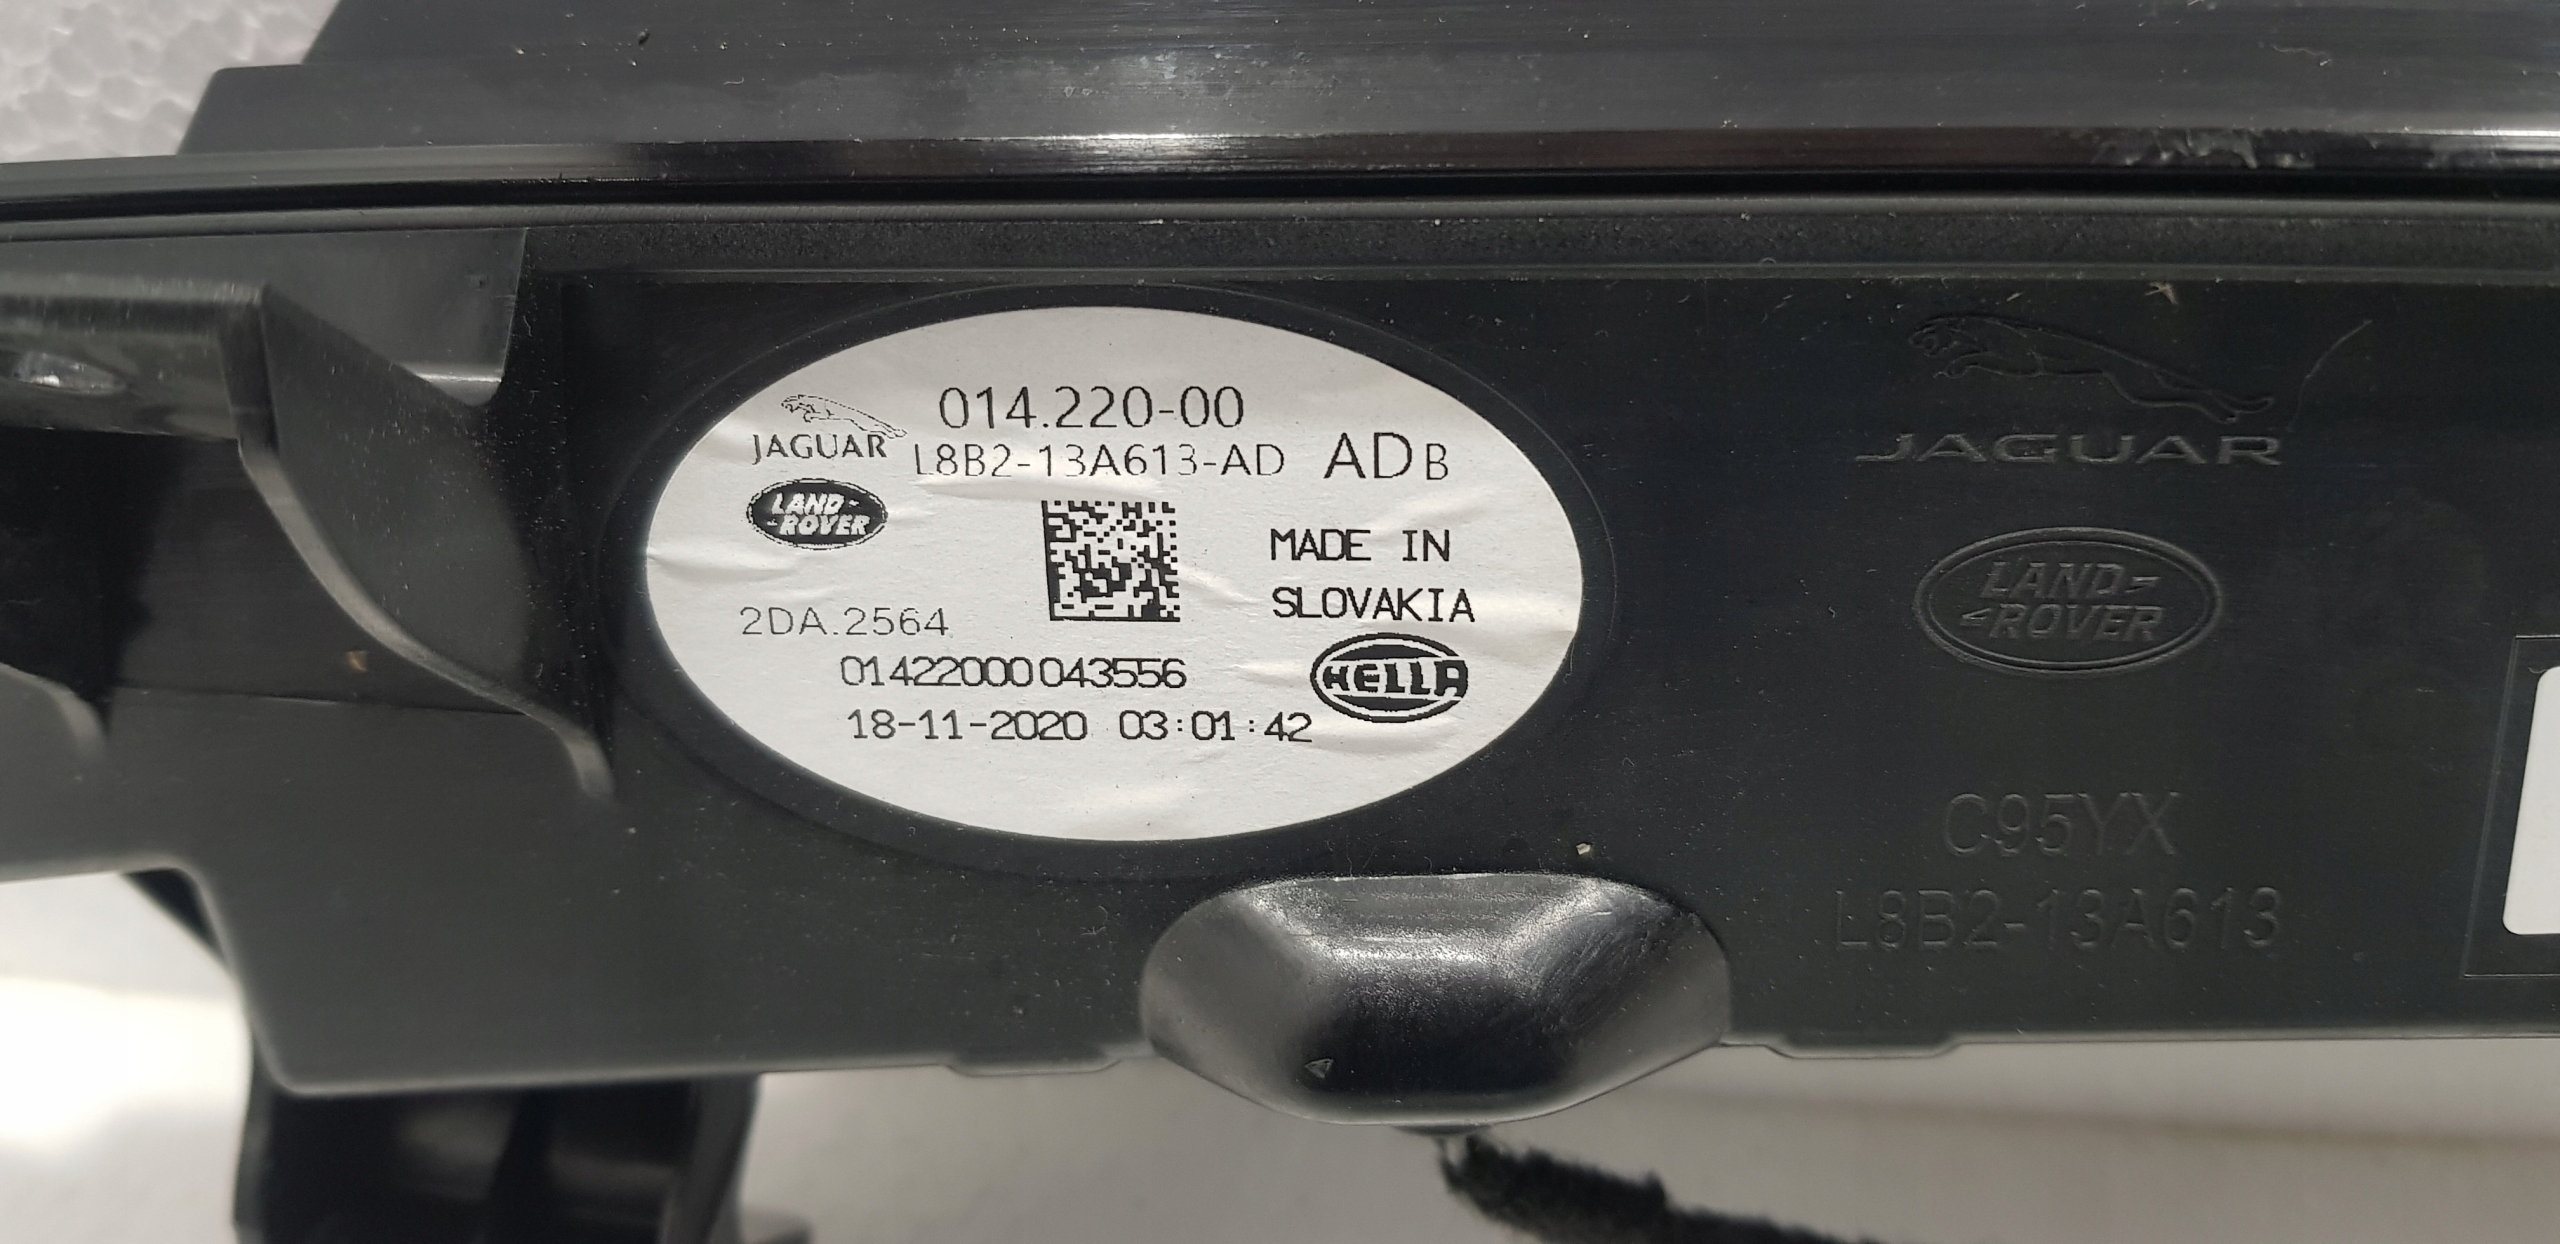 014.220-00
JAGUAR L8B2-13A613-AD ADB
LAND-
-ROVER
MADE IN
SLOVAKIA
2DA.2564
01422000043556
HELLA
18-11-2020 03:01:42
JAGUAR
LAND-
-ROVER
C95YX
L8B2-13A613